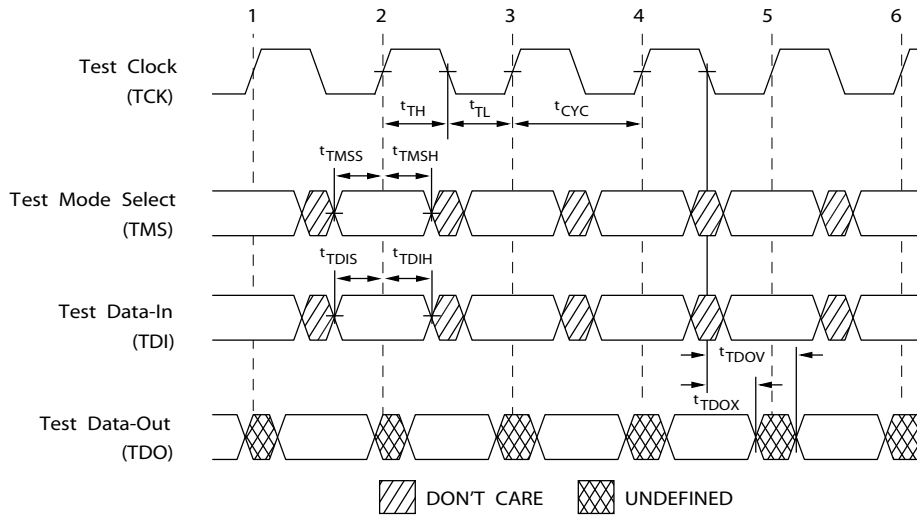 1 2 3 4 5 6
Test Clock
(TCK)
tTH tTL tCYC
tTMSS tTMSH
Test Mode Select
(TMS)
tTDIS tTDIH
Test Data-In
(TDI)
tTDOV
tTDOX
Test Data-Out
(TDO)
DON'T CARE UNDEFINED